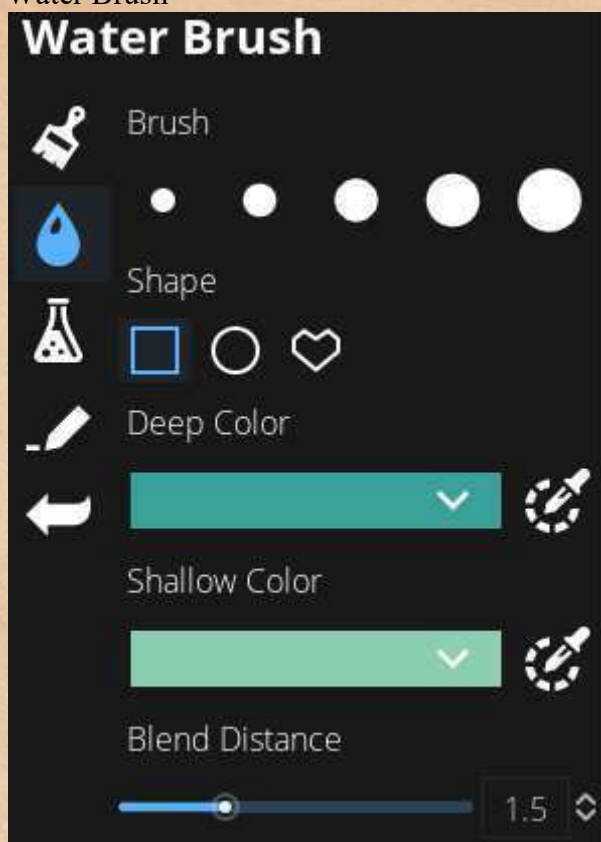 Water Brush
Water Brush
Brush
Shape
Deep Color
Shallow Color
Blend Distance
1.5